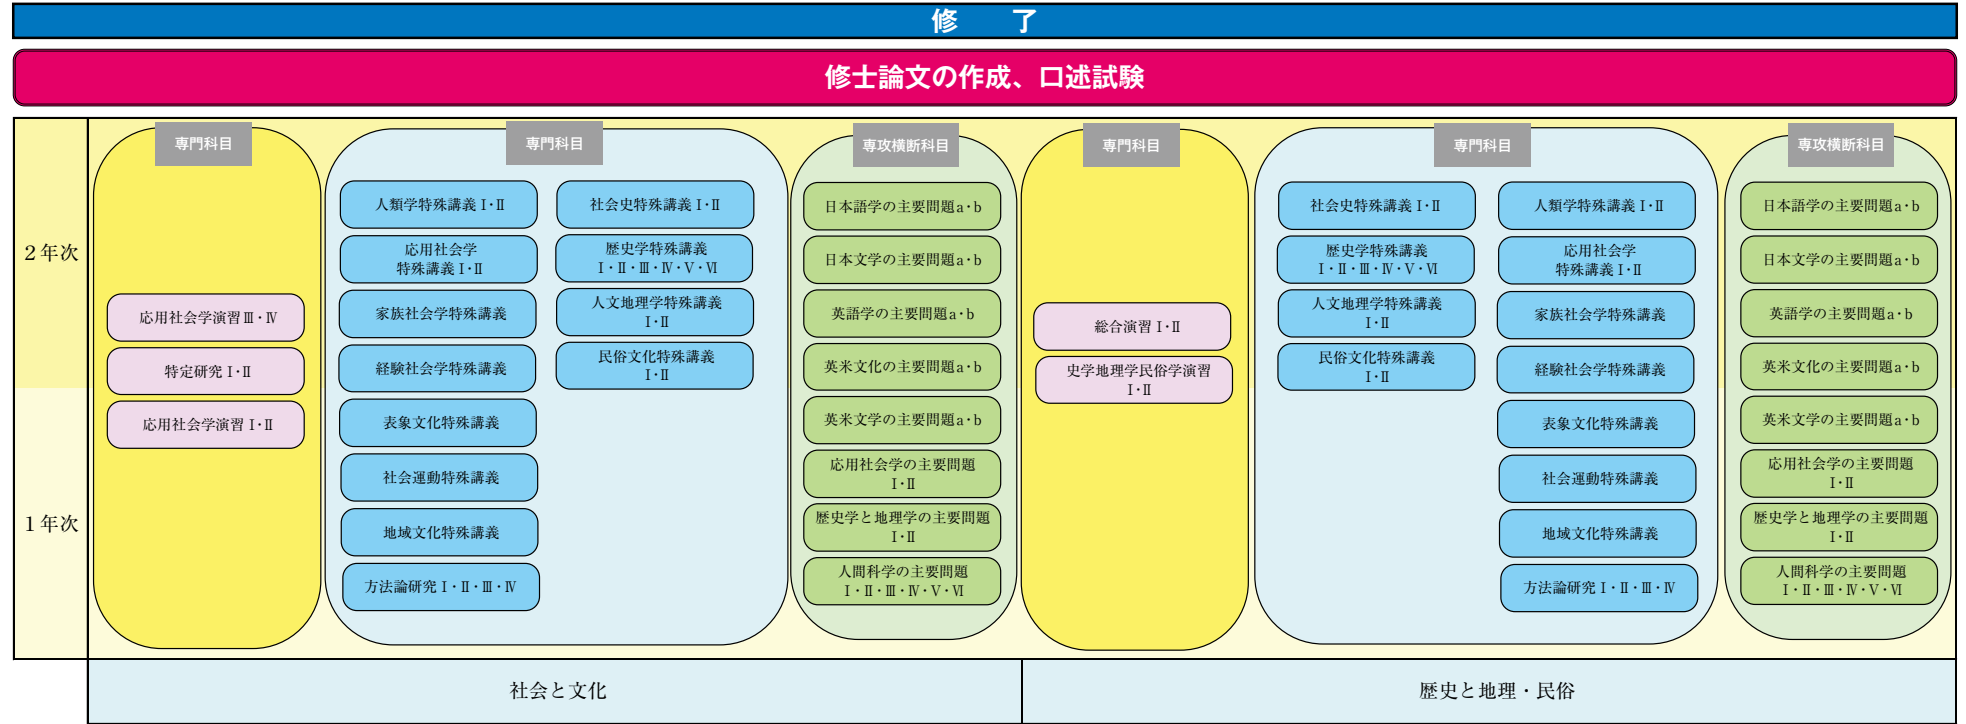 修　了
修士論文の作成、口述試験
2年次
1年次
専門科目
応用社会学演習 Ⅲ・Ⅳ
特定研究 Ⅰ・Ⅱ
応用社会学演習 Ⅰ・Ⅱ
専門科目
人類学特殊講義 Ⅰ・Ⅱ
応用社会学
特殊講義 Ⅰ・Ⅱ
家族社会学特殊講義
経験社会学特殊講義
表象文化特殊講義
社会運動特殊講義
地域文化特殊講義
方法論研究 Ⅰ・Ⅱ・Ⅲ・Ⅳ
社会史特殊講義 Ⅰ・Ⅱ
歴史学特殊講義
Ⅰ・Ⅱ・Ⅲ・Ⅳ・Ⅴ・Ⅵ
人文地理学特殊講義
Ⅰ・Ⅱ
民俗文化特殊講義
Ⅰ・Ⅱ
専攻横断科目
日本語学の主要問題a・b
日本文学の主要問題a・b
英語学の主要問題a・b
英米文化の主要問題a・b
英米文学の主要問題a・b
応用社会学の主要問題
Ⅰ・Ⅱ
歴史学と地理学の主要問題
Ⅰ・Ⅱ
人間科学の主要問題
Ⅰ・Ⅱ・Ⅲ・Ⅳ・Ⅴ・Ⅵ
専門科目
総合演習 Ⅰ・Ⅱ
史学地理学民俗学演習
Ⅰ・Ⅱ
専門科目
社会史特殊講義 Ⅰ・Ⅱ
歴史学特殊講義
Ⅰ・Ⅱ・Ⅲ・Ⅳ・Ⅴ・Ⅵ
人文地理学特殊講義
Ⅰ・Ⅱ
民俗文化特殊講義
Ⅰ・Ⅱ
人類学特殊講義 Ⅰ・Ⅱ
応用社会学
特殊講義 Ⅰ・Ⅱ
家族社会学特殊講義
経験社会学特殊講義
表象文化特殊講義
社会運動特殊講義
地域文化特殊講義
方法論研究 Ⅰ・Ⅱ・Ⅲ・Ⅳ
専攻横断科目
日本語学の主要問題a・b
日本文学の主要問題a・b
英語学の主要問題a・b
英米文化の主要問題a・b
英米文学の主要問題a・b
応用社会学の主要問題
Ⅰ・Ⅱ
歴史学と地理学の主要問題
Ⅰ・Ⅱ
人間科学の主要問題
Ⅰ・Ⅱ・Ⅲ・Ⅳ・Ⅴ・Ⅵ
社会と文化
歴史と地理・民俗